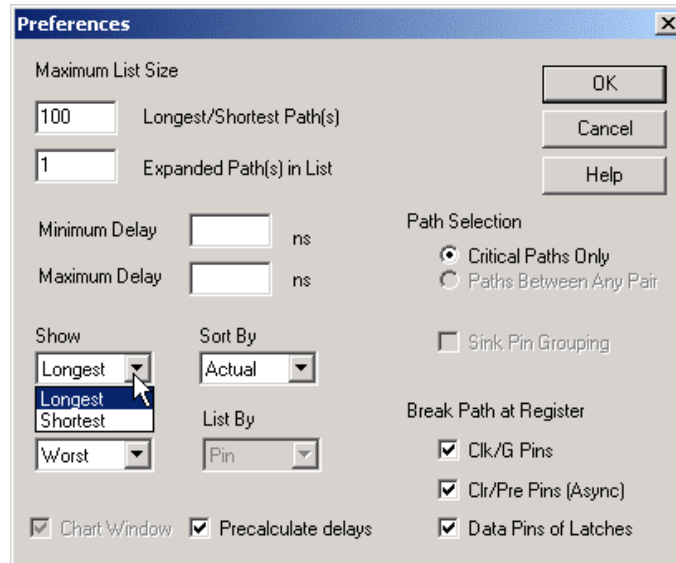 Preferences
Maximum List Size
100 Longest/Shortest Path(s)
1 Expanded Path(s) in List
OK
Cancel
Help
Minimum Delay ns
Maximum Delay ns
Path Selection
Critical Paths Only
Paths Between Any Pair
Sink Pin Grouping
Show
Longest
Longest
Shortest
Worst
Sort By
Actual
List By
Pin
Break Path at Register
Clk/G Pins
Clr/Pre Pins (Async)
Data Pins of Latches
Chart Window
Precalculate delays